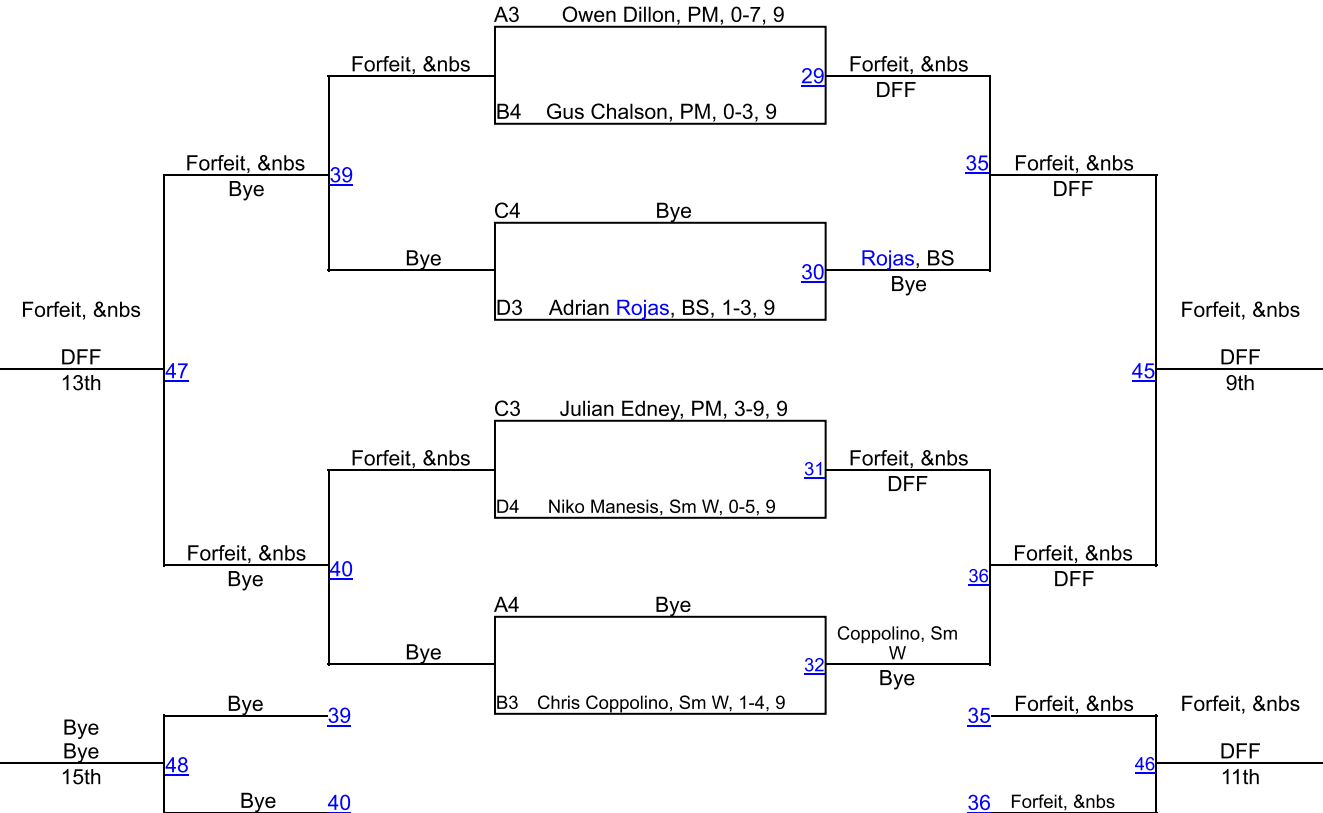 A3 Owen Dillon, PM, 0-7, 9
Forfeit, &nbs
29
Forfeit, &nbs
DFF
B4 Gus Chalson, PM, 0-3, 9
Forfeit, &nbs
Bye
39
35
Forfeit, &nbs
DFF
C4 Bye
Bye
30
Rojas, BS
Bye
D3 Adrian Rojas, BS, 1-3, 9
Forfeit, &nbs
DFF
13th
47
45
Forfeit, &nbs
DFF
9th
C3 Julian Edney, PM, 3-9, 9
Forfeit, &nbs
31
Forfeit, &nbs
DFF
D4 Niko Manesis, Sm W, 0-5, 9
Forfeit, &nbs
Bye
40
36
Forfeit, &nbs
DFF
A4 Bye
Bye
32
Coppolino, Sm
W
Bye
B3 Chris Coppolino, Sm W, 1-4, 9
Bye
39
35
Forfeit, &nbs
Forfeit, &nbs
Bye
Bye
15th
48
46
DFF
11th
Bye
40
36
Forfeit, &nbs